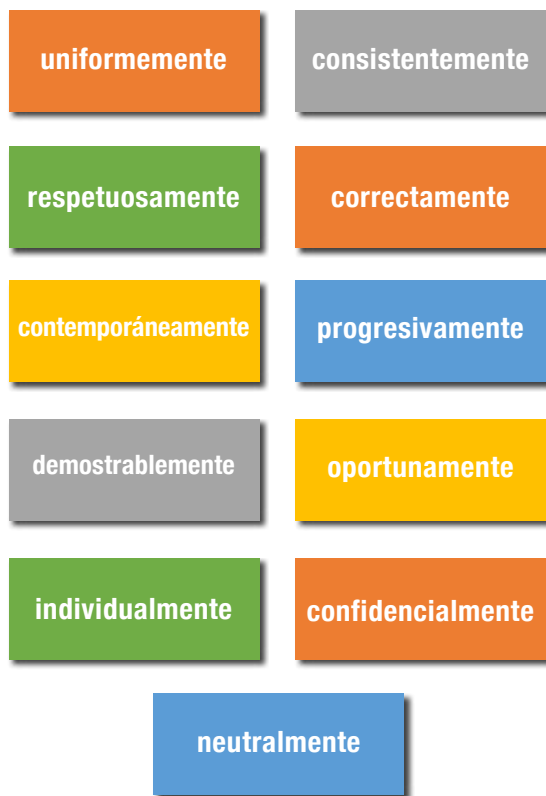 uniformemente
consistentemente
respetuosamente
correctamente
contemporáneamente
progresivamente
demostrablemente
oportunamente
individualmente
confidencialmente
neutralmente